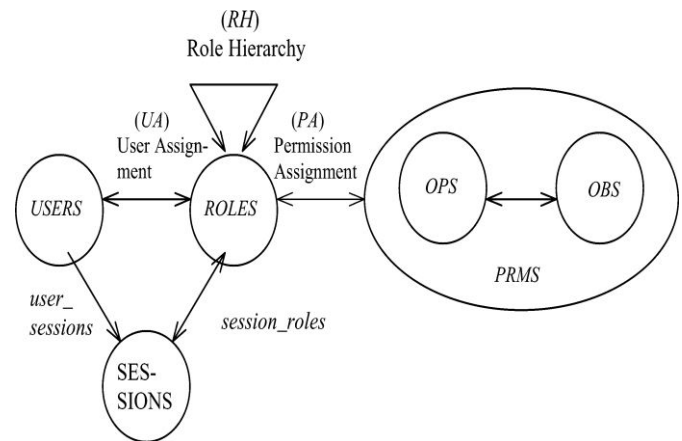 (RH)
Role Hierarchy
(UA)
User Assign-
ment
(PA)
Permission
Assignment
USERS
ROLES
OPS
OBS
PRMS
user_
sessions
session_roles
SES-
SIONS